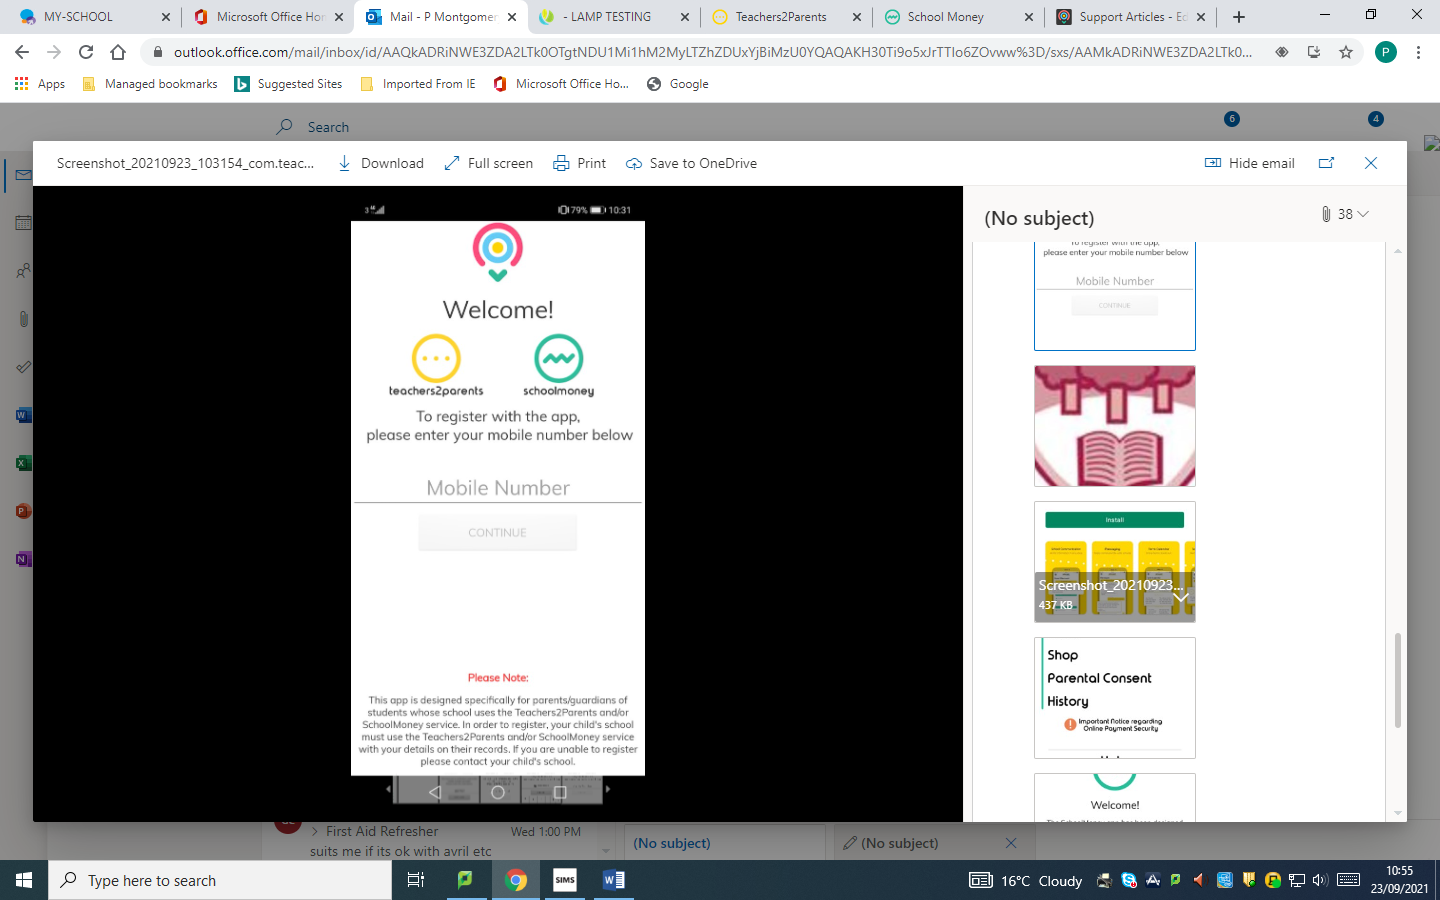 MY-SCHOOL
Microsoft Office Hor
Mail - P Montgomer
- LAMP TESTING
Teachers2Parents
School Money
Support Articles - Ec
outlook.office.com/mail/inbox/id/AAQkADRiNWE3ZDA2LTk0OTgtNDU1Mi1hM2MyLTZhZDUxYjBiMzU0YQAQAKH30Ti9o5xJrTTIo6ZOvww%3D/sxs/AAMkADRiNWE3ZDA2LTk0...
P
Apps
Managed bookmarks
Suggested Sites
Imported From IE
Microsoft Office Ho...
Google
Search
6
4
Screenshot_20210923_103154_com.teac...
Download
Full screen
Print
Save to OneDrive
Hide email
79% 10:31
Welcome!
teachers2parents
schoolmoney
To register with the app,
please enter your mobile number below
Mobile Number
CONTINUE
Please Note:
This app is designed specifically for parents/guardians of
students whose school uses the Teachers2Parents and/or
SchoolMoney service. In order to register, your child's school
must use the Teachers2Parents and/or SchoolMoney service
with your details on their records. If you are unable to register
please contact your child's school.
(No subject)
38
To register with the app,
please enter your mobile number below
Mobile Number
CONTINUE
Install
Screenshot_20210923...
437 KB
Shop
Parental Consent
History
Important Notice regarding
Online Payment Security
Welcome!
First Aid Refresher
Wed 1:00 PM
suits me if its ok with avril etc
(No subject)
(No subject)
Type here to search
SIMS
16°C Cloudy
10:55
23/09/2021